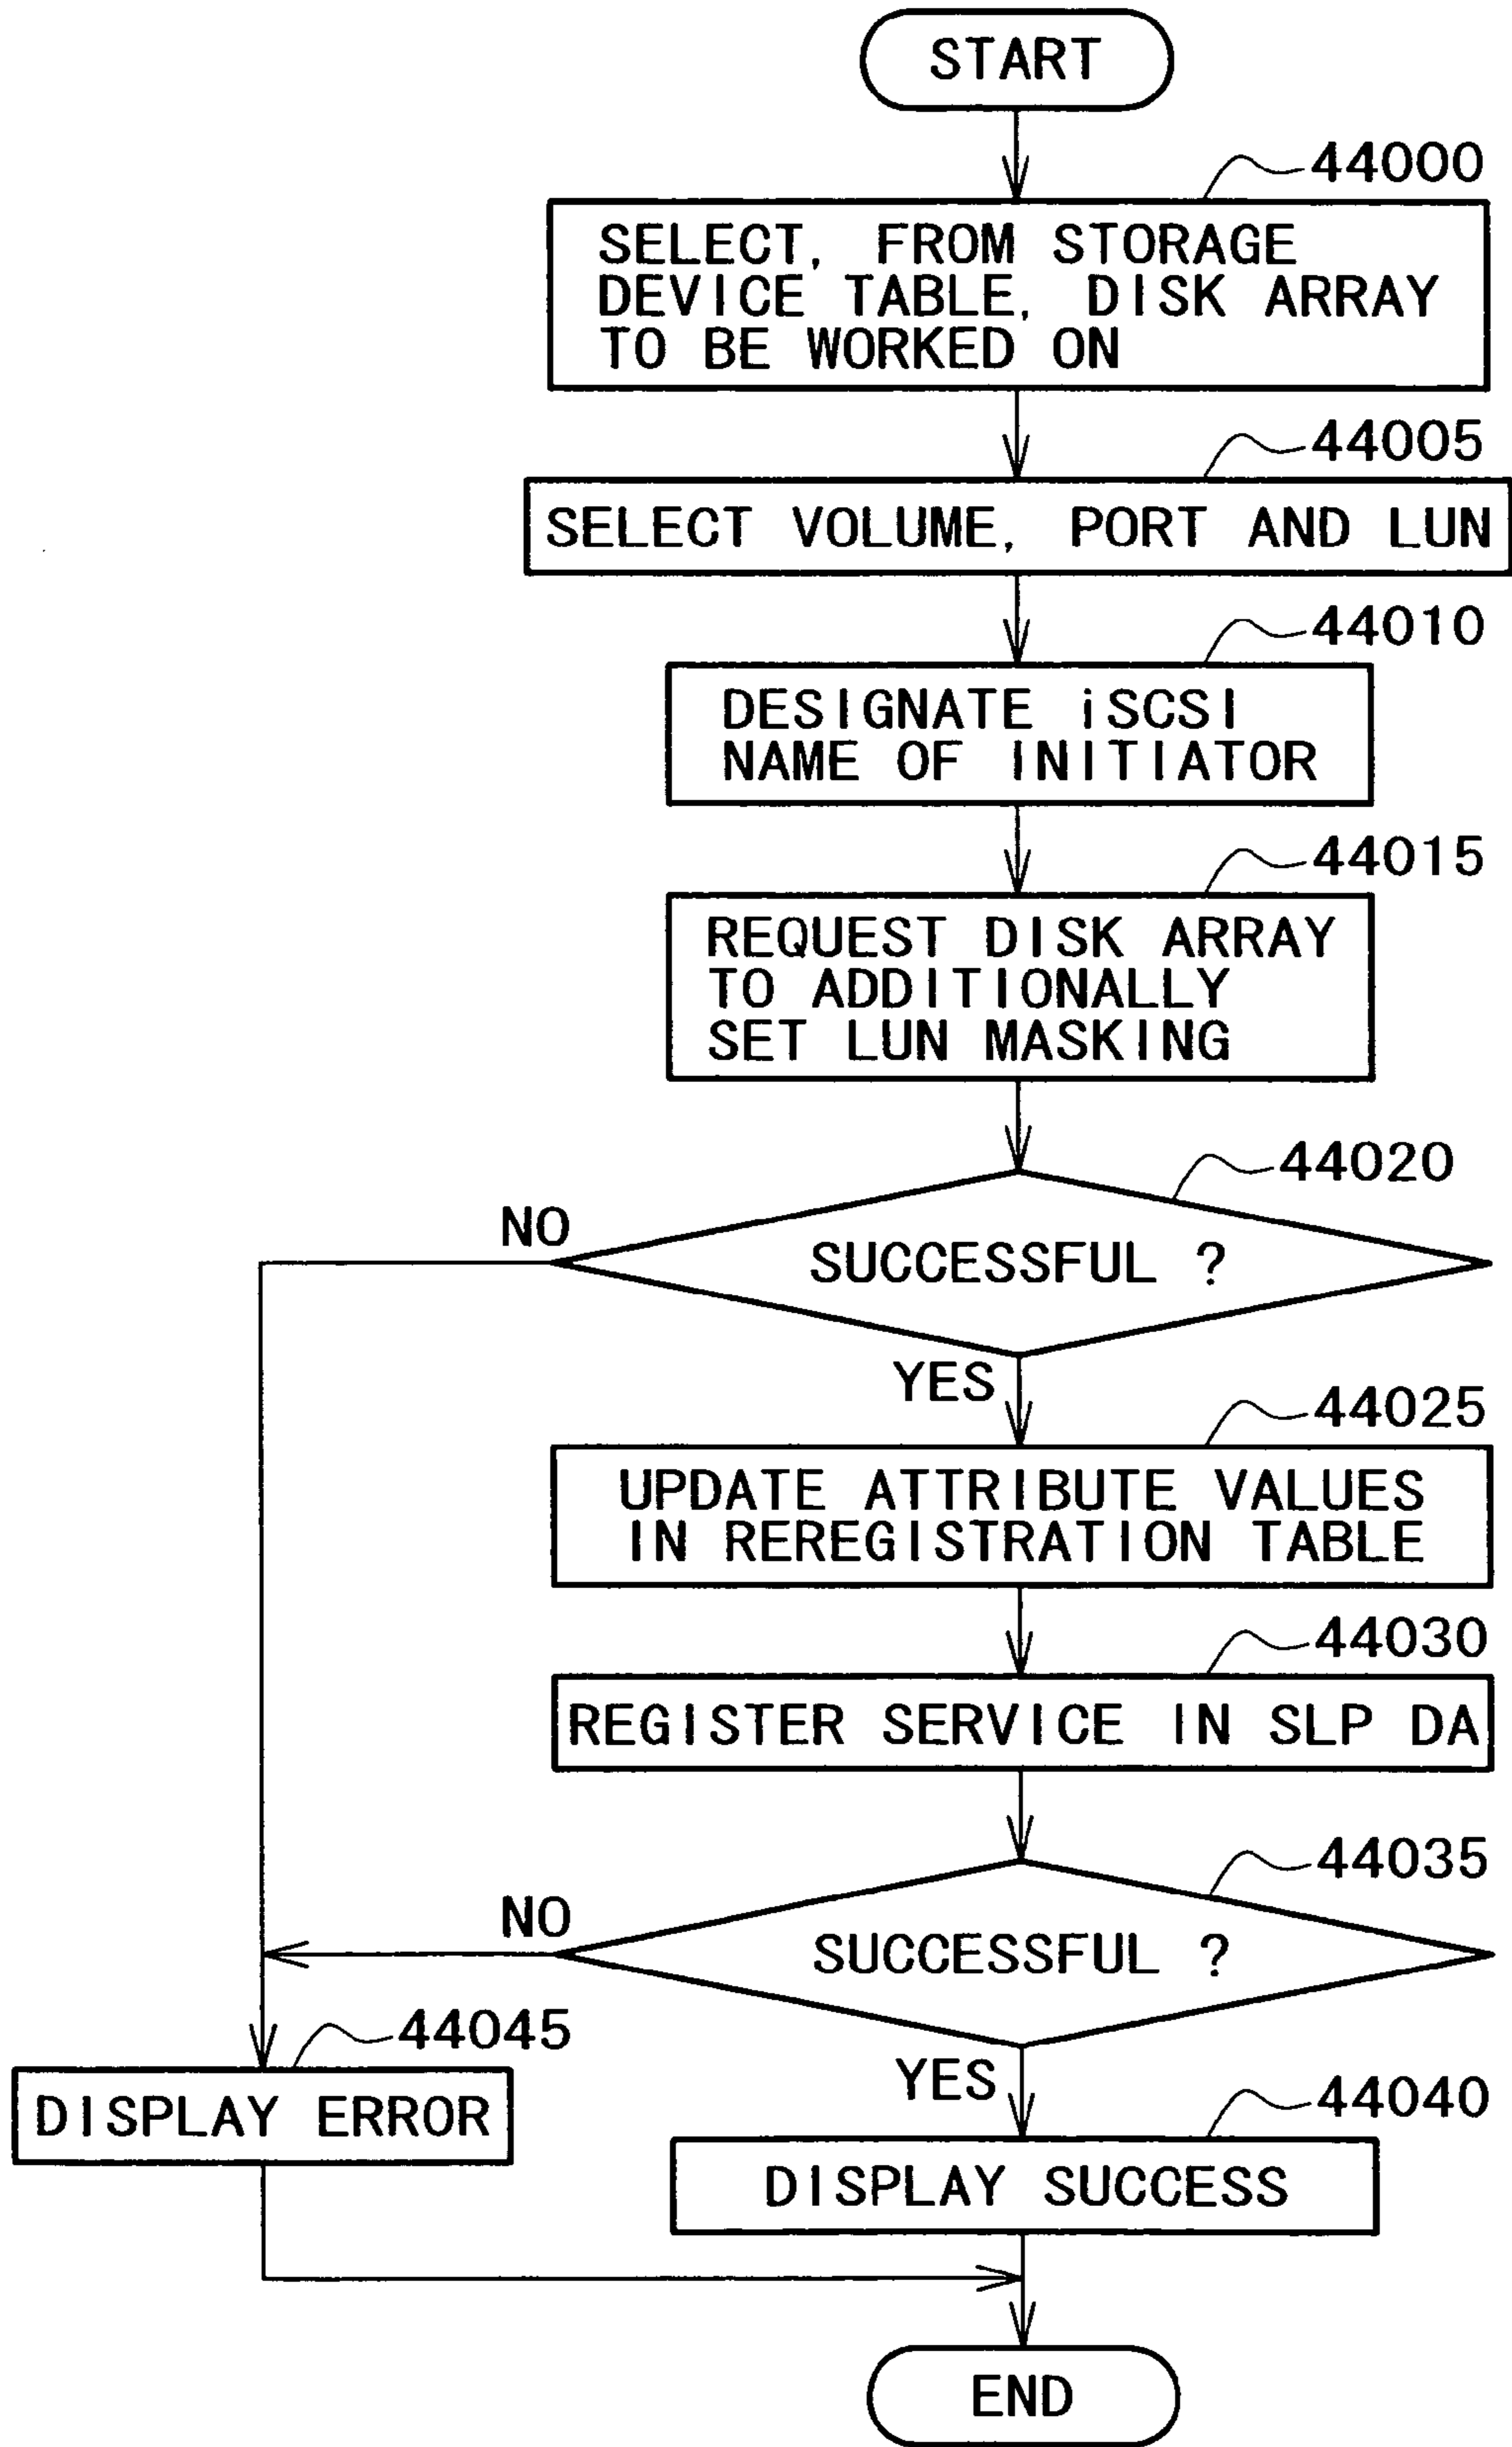 START
44000
SELECT, FROM STORAGE
DEVICE TABLE, DISK ARRAY
TO BE WORKED ON
44005
SELECT VOLUME, PORT AND LUN
44010
DESIGNATE iSCSI
NAME OF INITIATOR
44015
REQUEST DISK ARRAY
TO ADDITIONALLY
SET LUN MASKING
44020
NO
SUCCESSFUL ?
YES
44025
UPDATE ATTRIBUTE VALUES
IN REREGISTRATION TABLE
44030
REGISTER SERVICE IN SLP DA
44035
NO
SUCCESSFUL ?
44045
DISPLAY ERROR
YES
44040
DISPLAY SUCCESS
END